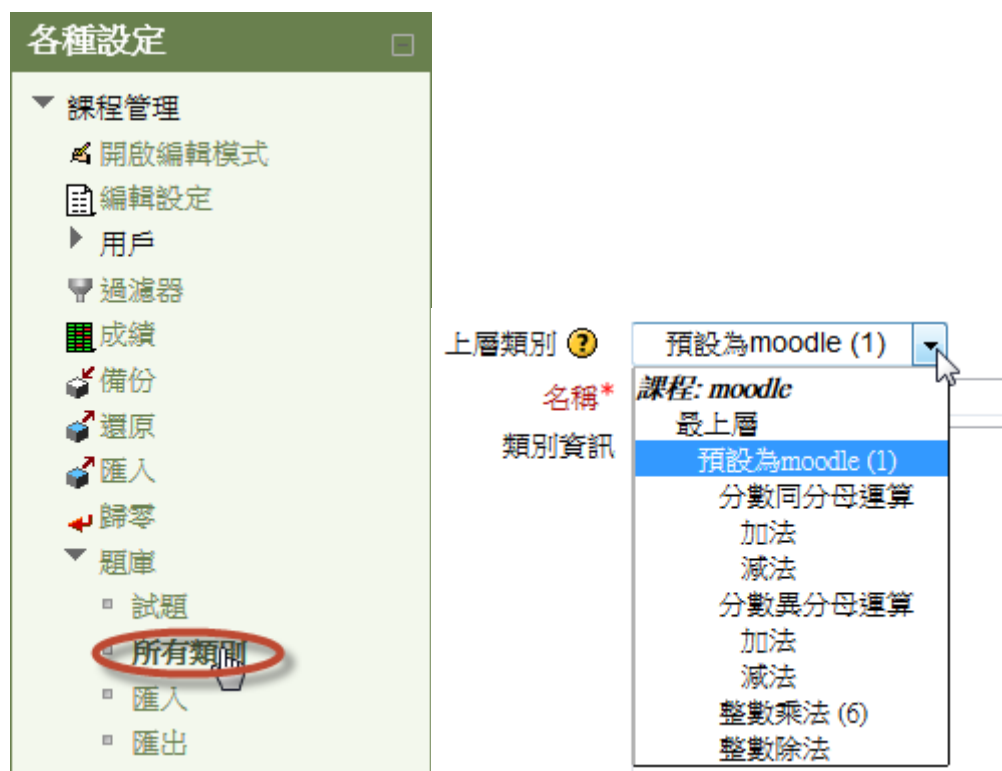 各種設定
課程管理
開啟編輯模式
編輯設定
用戶
過濾器
成績
備份
還原
匯入
歸零
題庫
試題
所有類別
匯入
匯出
上層類別 預設為moodle (1)
名稱*
類別資訊
課程: moodle
最上層
預設為moodle (1)
分數同分母運算
加法
減法
分數異分母運算
加法
減法
整數乘法 (6)
整數除法